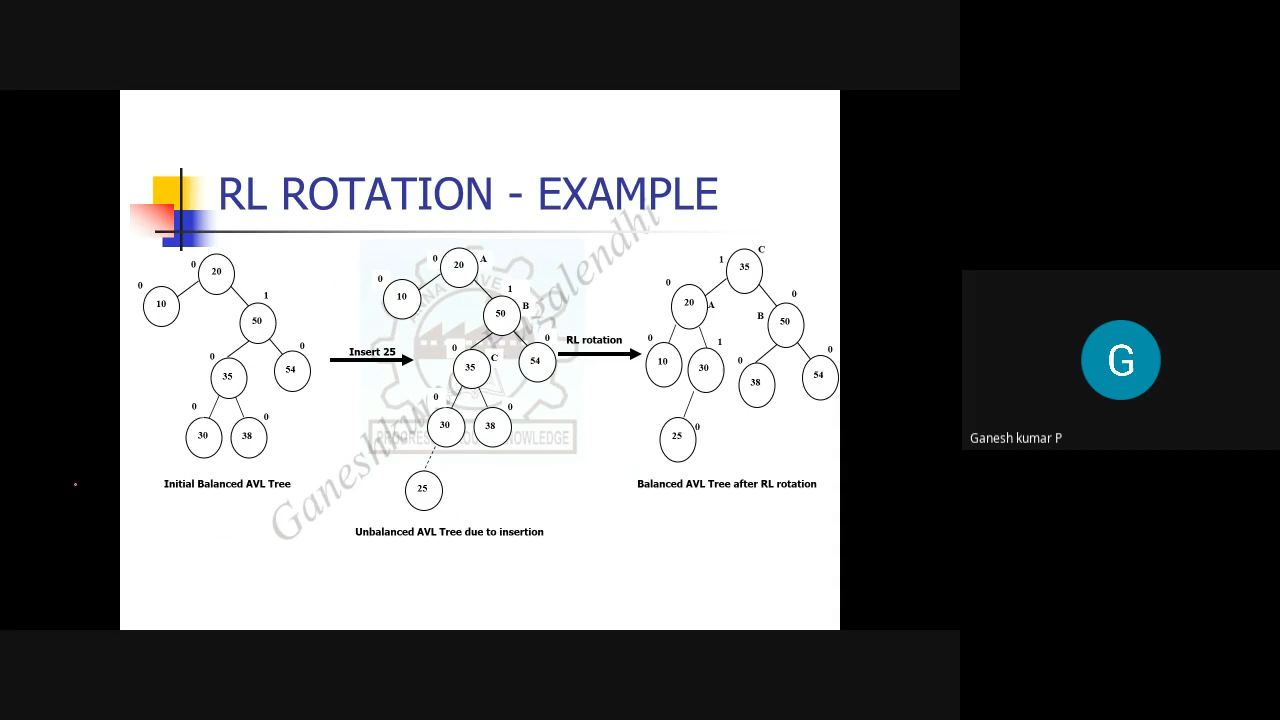 RL ROTATION - EXAMPLE
0 20
0 10
1 50
0 35
0 54
0 30
0 38
Initial Balanced AVL Tree
Insert 25
0 20 A
0 10
1 50 B
0 35 C
0 54
0 30
0 38
25
Unbalanced AVL Tree due to insertion
RL rotation
1 35 C
0 20 A
B 50 0
0 10
30 1
0 38
54 0
25 0
Balanced AVL Tree after RL rotation
G
Ganesh kumar P